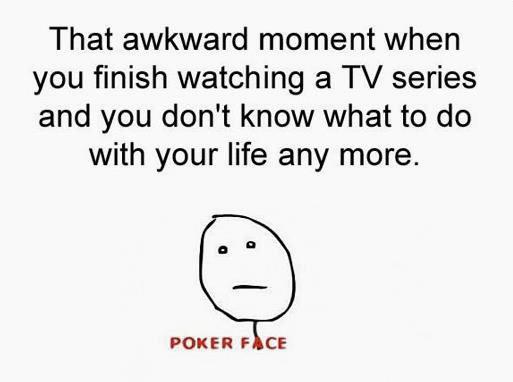 That awkward moment when
you finish watching a TV series
and you don't know what to do
with your life any more.
POKER FACE